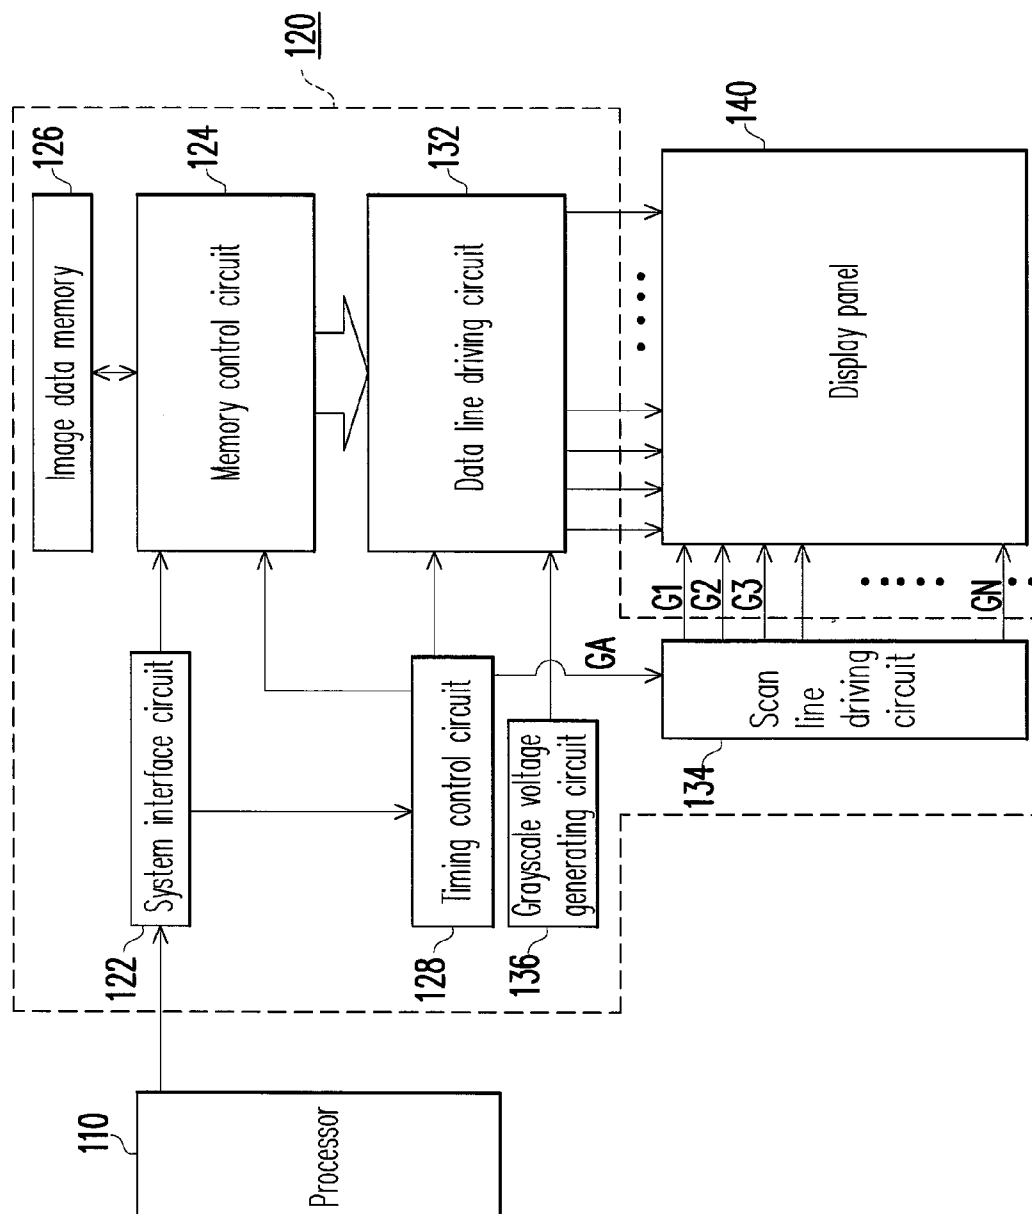 120
126
Image data memory
124
Memory control circuit
132
Data line driving circuit
140
Display panel
122
System interface circuit
128
Timing control circuit
136
Grayscale voltage
generating circuit
GA
134
Scan
line
driving
circuit
G1
G2
G3
GN
110
Processor